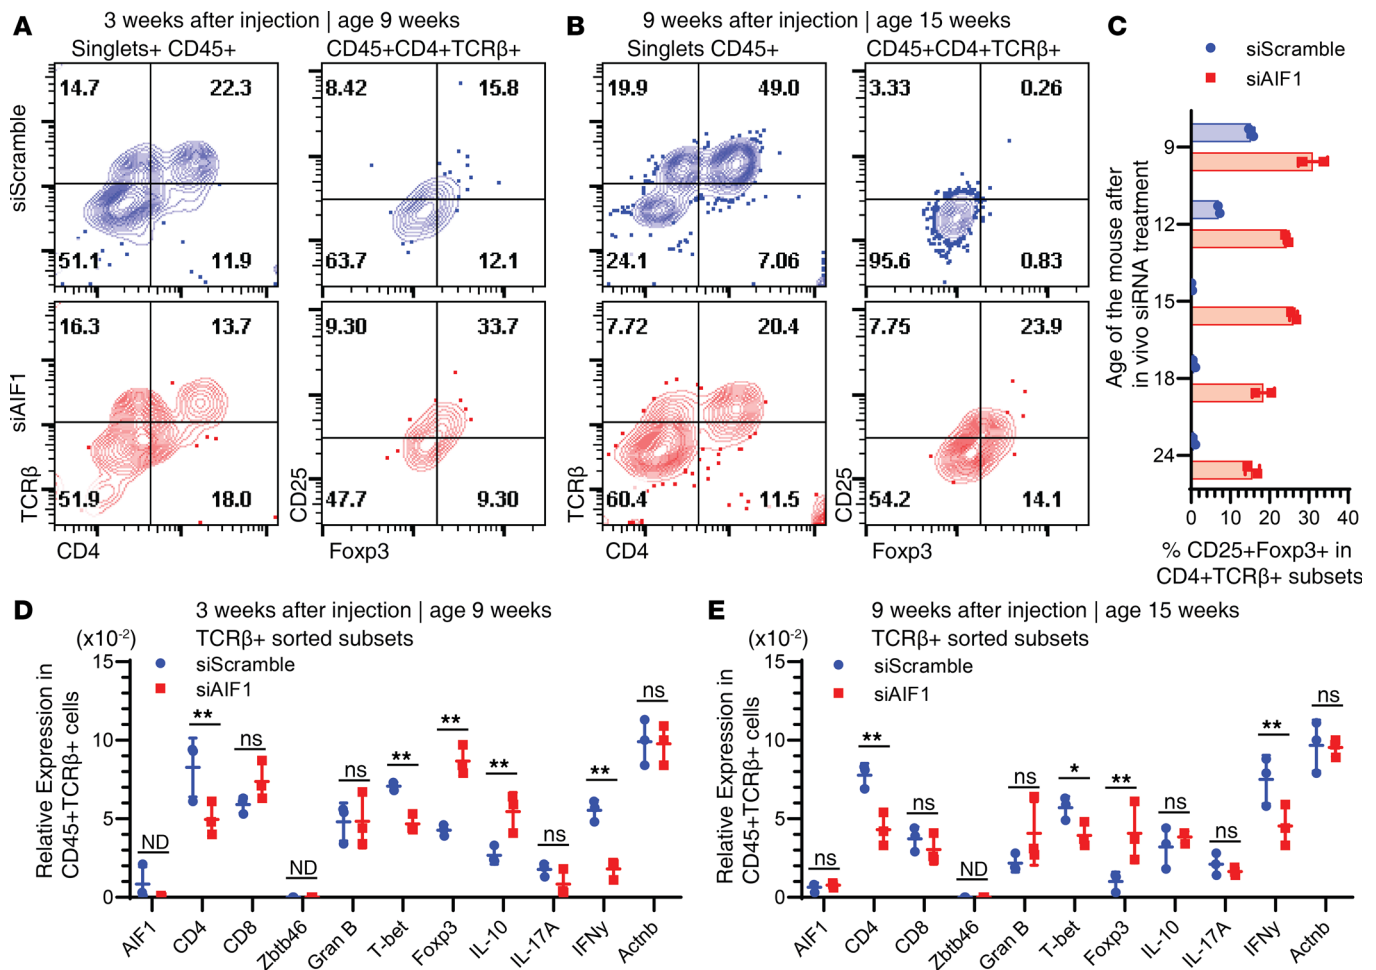 A
3 weeks after injection | age 9 weeks
Singlets+ CD45+
CD45+CD4+TCRβ+
siScramble
14.7
22.3
51.1
11.9
8.42
15.8
63.7
12.1
siAIF1
16.3
13.7
51.9
18.0
9.30
33.7
47.7
9.30
TCRβ
CD4
CD25
Foxp3
B
9 weeks after injection | age 15 weeks
Singlets CD45+
CD45+CD4+TCRβ+
19.9
49.0
24.1
7.06
3.33
0.26
95.6
0.83
7.72
20.4
60.4
11.5
7.75
23.9
54.2
14.1
TCRβ
CD4
CD25
Foxp3
C
siScramble
siAIF1
Age of the mouse after
in vivo siRNA treatment
9
12
15
18
24
0 10 20 30 40
% CD25+Foxp3+ in
CD4+TCRβ+ subsets
D
3 weeks after injection | age 9 weeks
(x10-2)
TCRβ+ sorted subsets
siScramble
siAIF1
Relative Expression in
CD45+TCRβ+ cells
15
10
5
0
ND
**
ns
ND
ns
**
**
**
ns
**
ns
AIF1
CD4
CD8
Zbtb46
Gran B
T-bet
Foxp3
IL-10
IL-17A
IFNγ
Actnb
E
9 weeks after injection | age 15 weeks
(x10-2)
TCRβ+ sorted subsets
siScramble
siAIF1
Relative Expression in
CD45+TCRβ+ cells
15
10
5
0
ns
**
ns
ND
ns
*
**
ns
ns
**
ns
AIF1
CD4
CD8
Zbtb46
Gran B
T-bet
Foxp3
IL-10
IL-17A
IFNγ
Actnb